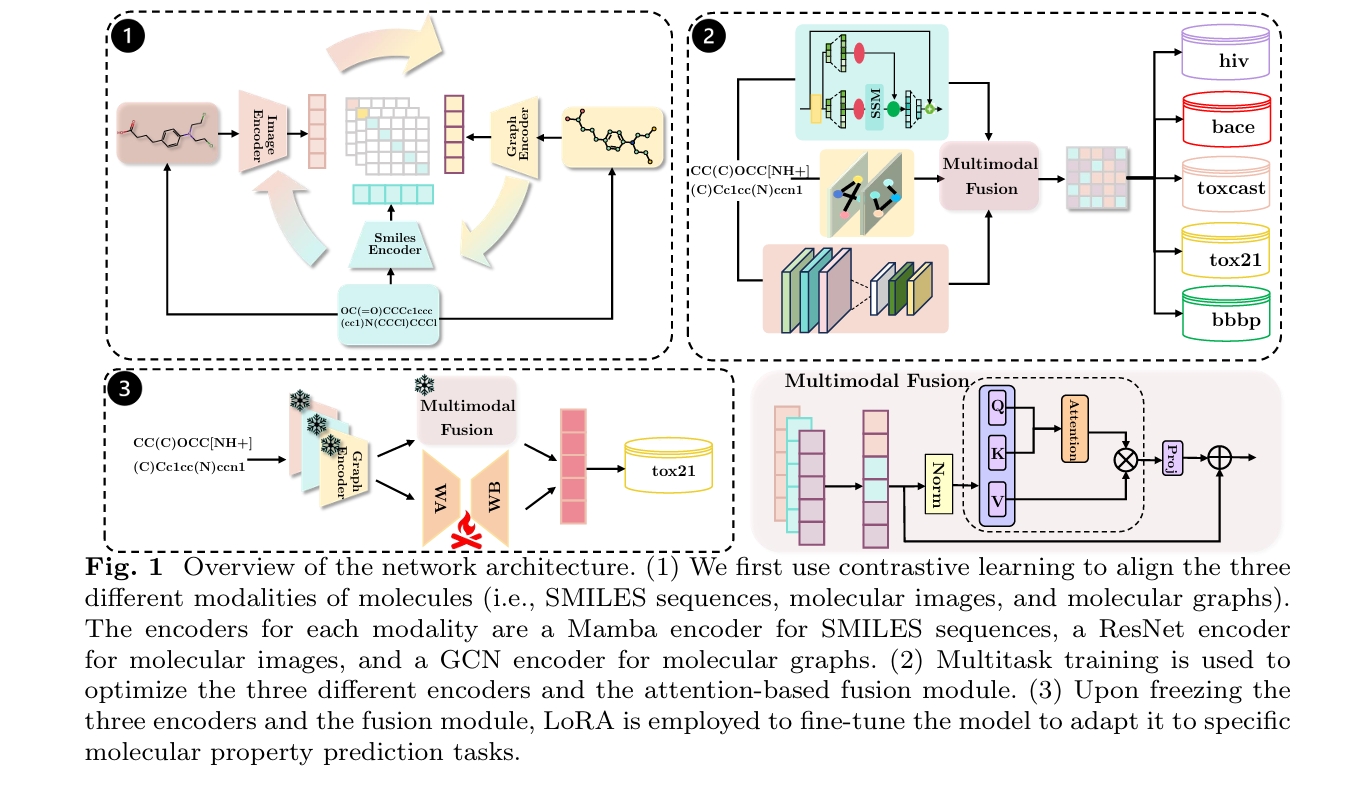 1
Image
Encoder
Graph
Encoder
Smiles
Encoder
OC(=O)CCCc1ccc
(cc1)N(CCCl)CCCl
2
CC(C)OCC[NH+]
(C)Cc1cc(N)ccn1
SSM
Multimodal
Fusion
hiv
bace
toxcast
tox21
bbbp
3
CC(C)OCC[NH+]
(C)Cc1cc(N)ccn1
Graph
Encoder
Multimodal
Fusion
WA
WB
tox21
Multimodal Fusion
Norm
Q
K
V
Attention
Proj
Fig. 1 Overview of the network architecture. (1) We first use contrastive learning to align the three
different modalities of molecules (i.e., SMILES sequences, molecular images, and molecular graphs).
The encoders for each modality are a Mamba encoder for SMILES sequences, a ResNet encoder
for molecular images, and a GCN encoder for molecular graphs. (2) Multitask training is used to
optimize the three different encoders and the attention-based fusion module. (3) Upon freezing the
three encoders and the fusion module, LoRA is employed to fine-tune the model to adapt it to specific
molecular property prediction tasks.